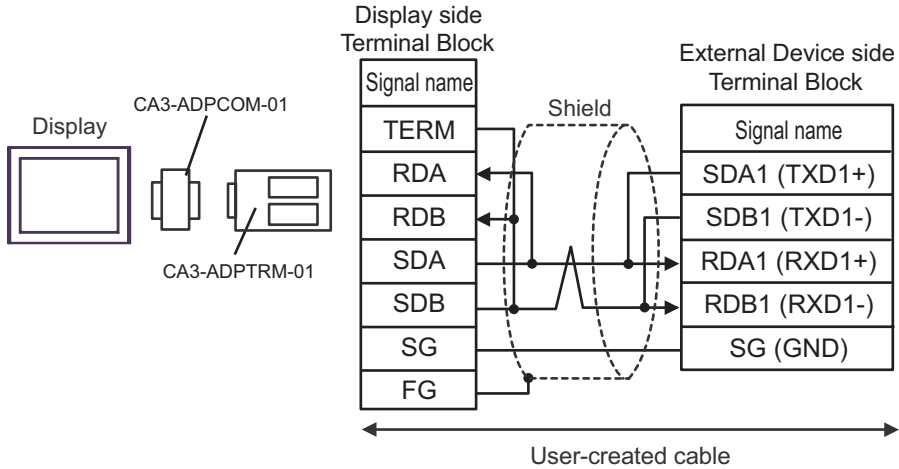 Display side
Terminal Block
External Device side
Terminal Block
CA3-ADPCOM-01
Display
CA3-ADPTRM-01
Shield
Signal name
TERM
RDA
RDB
SDA
SDB
SG
FG
Signal name
SDA1 (TXD1+)
SDB1 (TXD1-)
RDA1 (RXD1+)
RDB1 (RXD1-)
SG (GND)
User-created cable